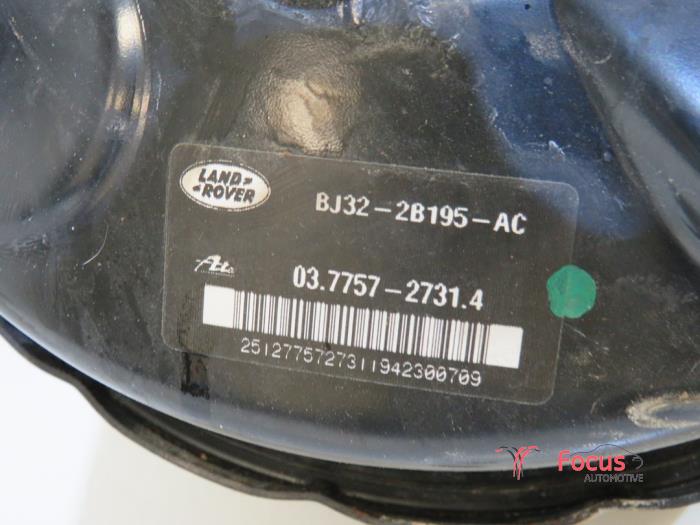 LAND
ROVER
BJ32-2B195-AC
Ate
03.7757-2731.4
2512775727311942300709
Focus
AUTOMOTIVE